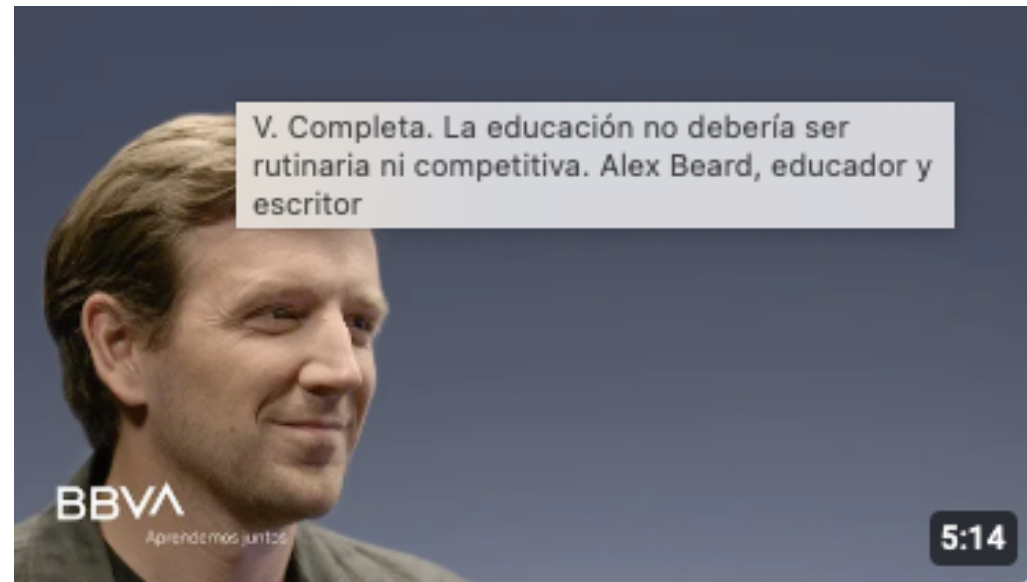 V. Completa. La educación no debería ser
rutinaria ni competitiva. Alex Beard, educador y
escritor
BBVA
Aprendemos juntos
5:14